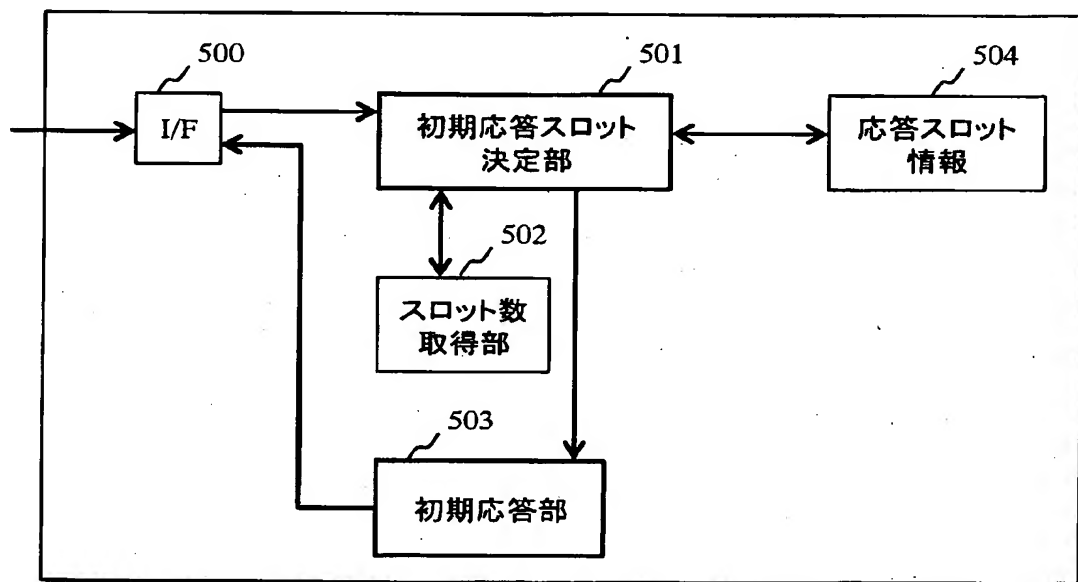 500
I/F
501
初期応答スロット
決定部
504
応答スロット
情報
502
スロット数
取得部
503
初期応答部